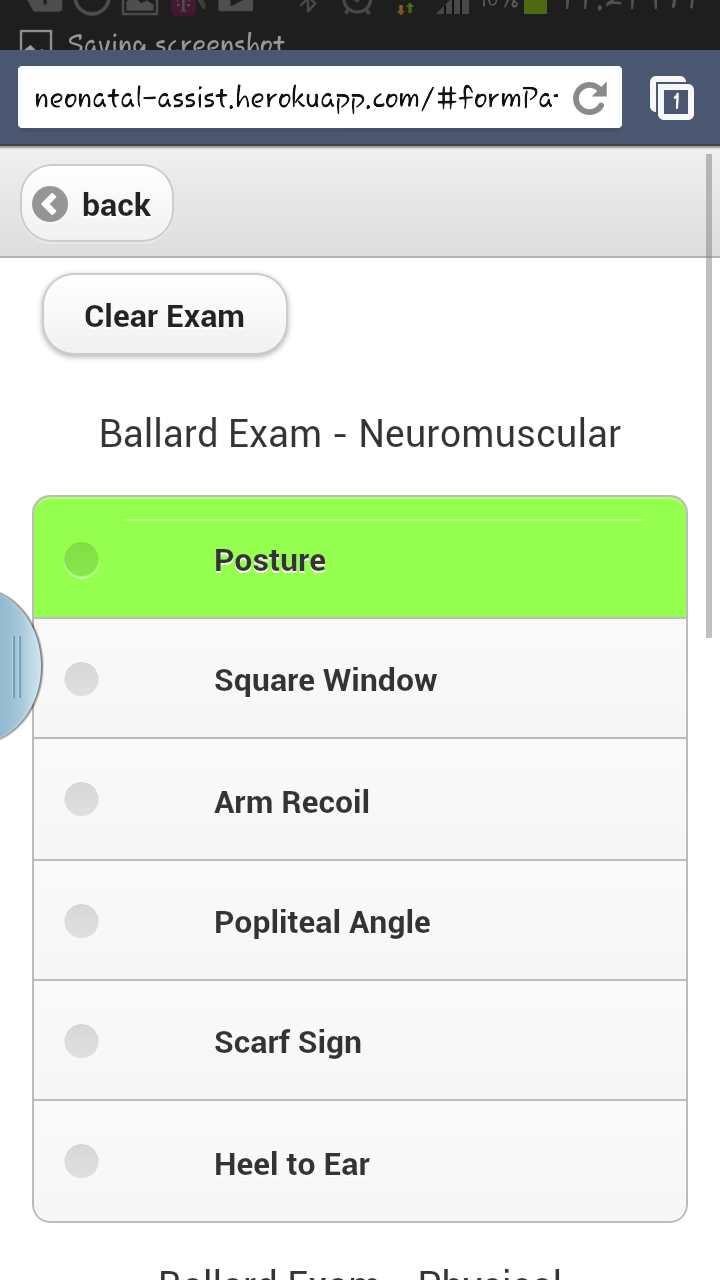 Saving screenshot
neonatal-assist.herokuapp.com/#formPa
1
back
Clear Exam
Ballard Exam - Neuromuscular
Posture
Square Window
Arm Recoil
Popliteal Angle
Scarf Sign
Heel to Ear
Ballard Exam - Physical